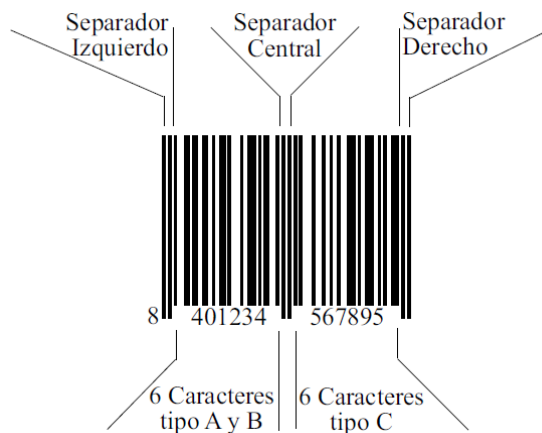 Separador
Izquierdo
Separador
Central
Separador
Derecho
8 401234 567895
6 Caracteres
tipo A y B
6 Caracteres
tipo C